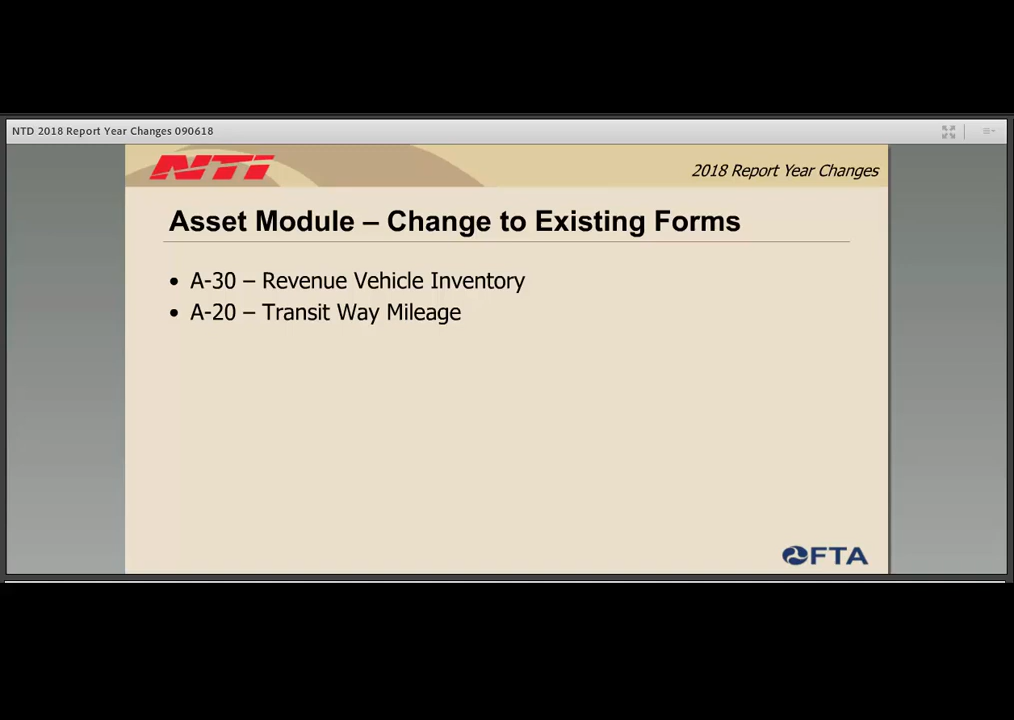 NTD 2018 Report Year Changes 090618
NTI
2018 Report Year Changes
Asset Module – Change to Existing Forms
• A-30 – Revenue Vehicle Inventory
• A-20 – Transit Way Mileage
FTA